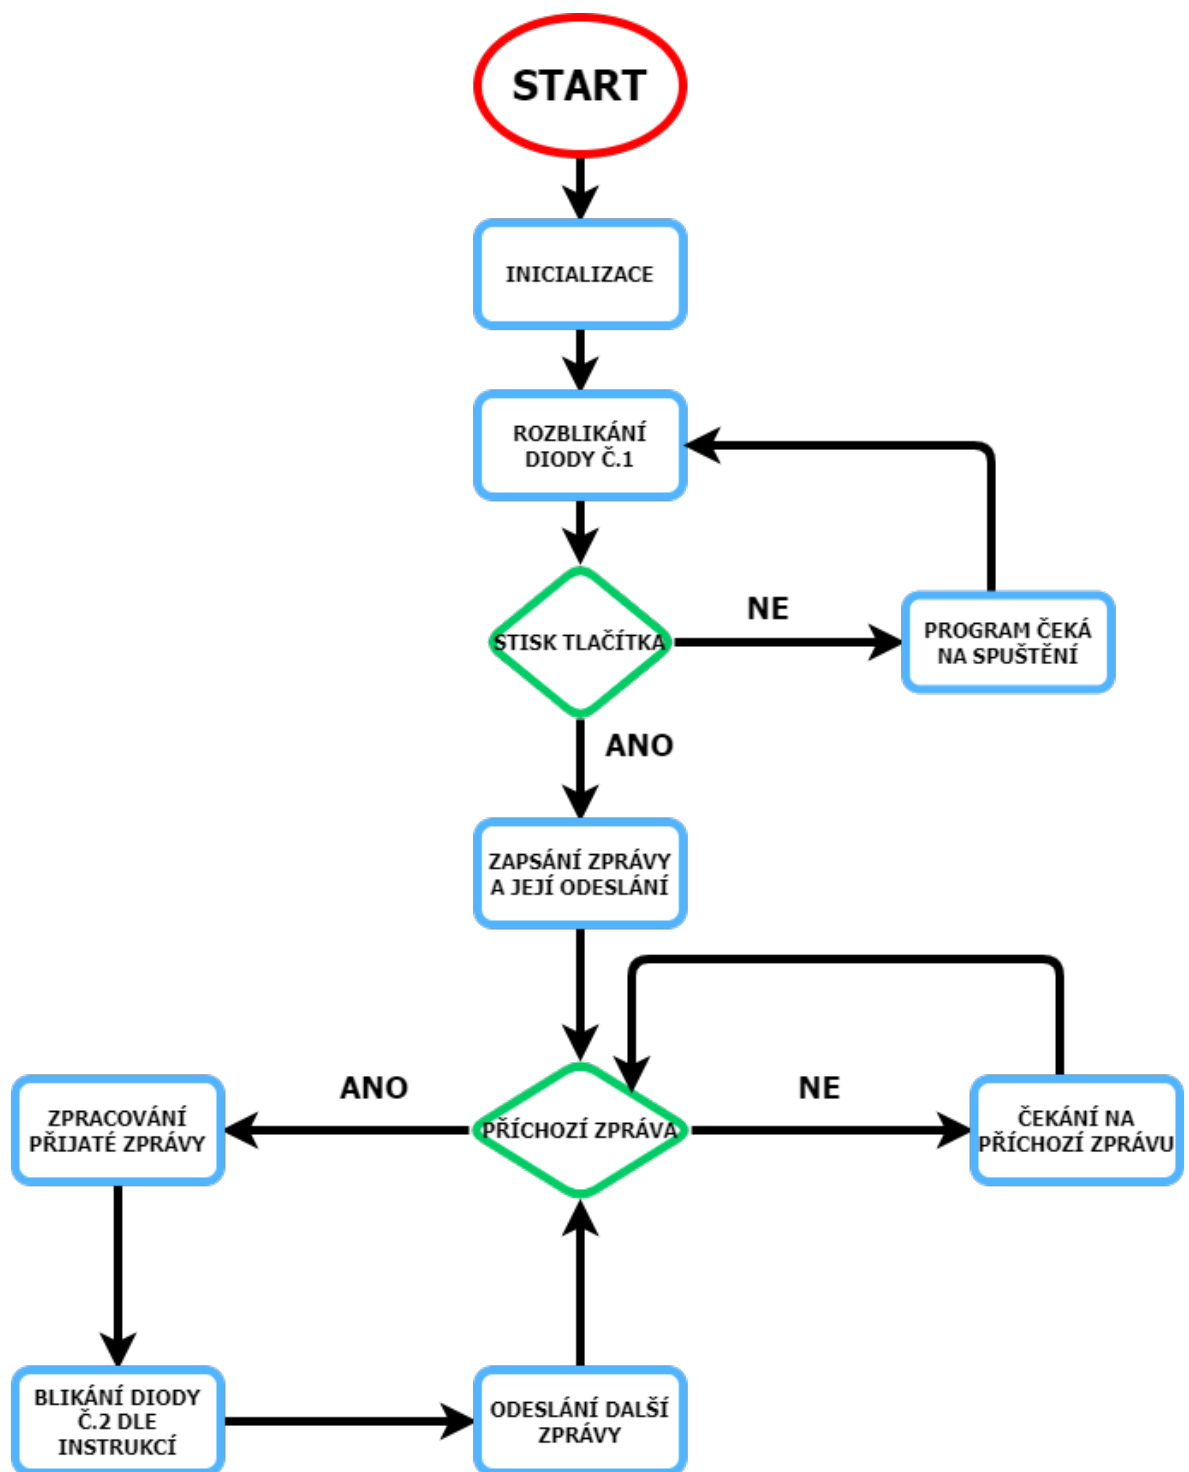 START
INICIALIZACE
ROZBLIKÁNÍ
DIODY Č.1
STISK TLAČÍTKA
NE
PROGRAM ČEKÁ
NA SPUŠTĚNÍ
ANO
ZAPSÁNÍ ZPRÁVY
A JEJÍ ODESLÁNÍ
ANO
PŘÍCHOZÍ ZPRÁVA
NE
ČEKÁNÍ NA
PŘÍCHOZÍ ZPRÁVU
ZPRACOVÁNÍ
PŘIJATÉ ZPRÁVY
BLIKÁNÍ DIODY
Č.2 DLE
INSTRUKCÍ
ODESLÁNÍ DALŠÍ
ZPRÁVY